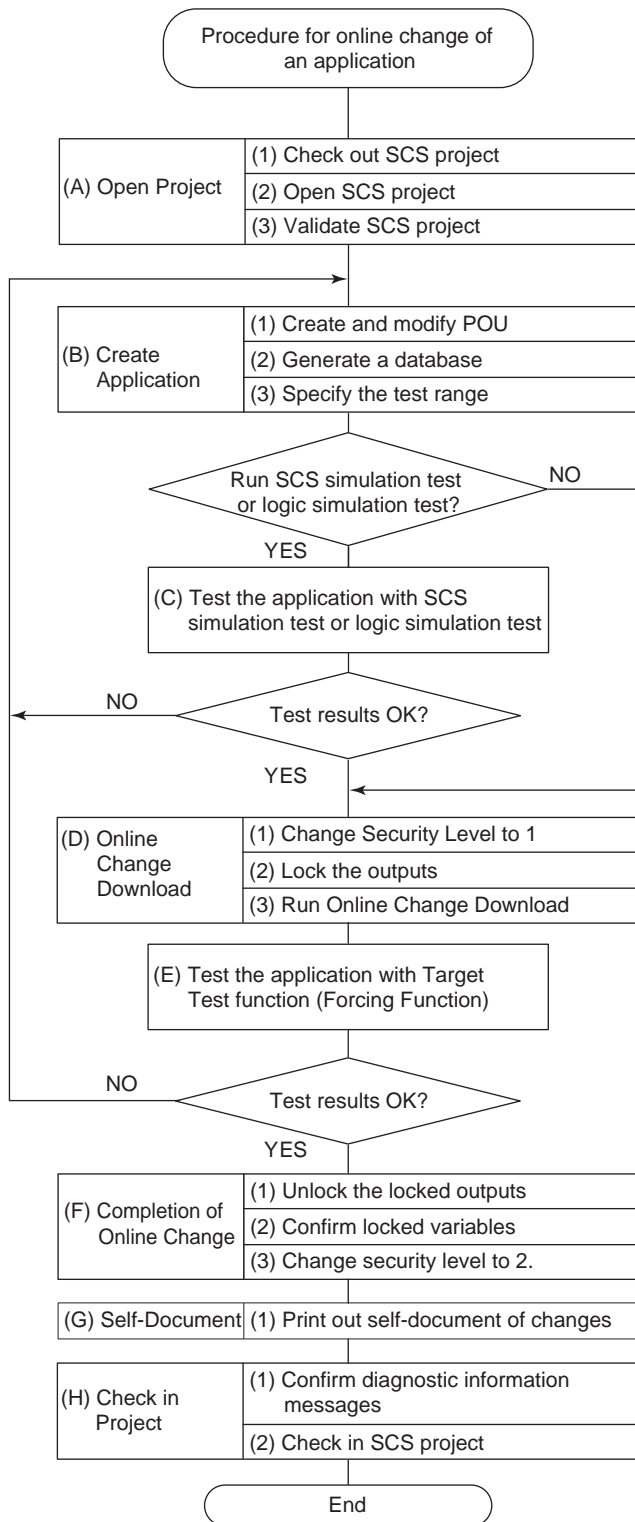 Procedure for online change of
an application
(A) Open Project
(1) Check out SCS project
(2) Open SCS project
(3) Validate SCS project
(B) Create
Application
(1) Create and modify POU
(2) Generate a database
(3) Specify the test range
Run SCS simulation test
or logic simulation test?
NO
YES
(C) Test the application with SCS
simulation test or logic simulation test
NO
Test results OK?
YES
(D) Online
Change
Download
(1) Change Security Level to 1
(2) Lock the outputs
(3) Run Online Change Download
(E) Test the application with Target
Test function (Forcing Function)
NO
Test results OK?
YES
(F) Completion of
Online Change
(1) Unlock the locked outputs
(2) Confirm locked variables
(3) Change security level to 2.
(G) Self-Document
(1) Print out self-document of changes
(H) Check in
Project
(1) Confirm diagnostic information
messages
(2) Check in SCS project
End